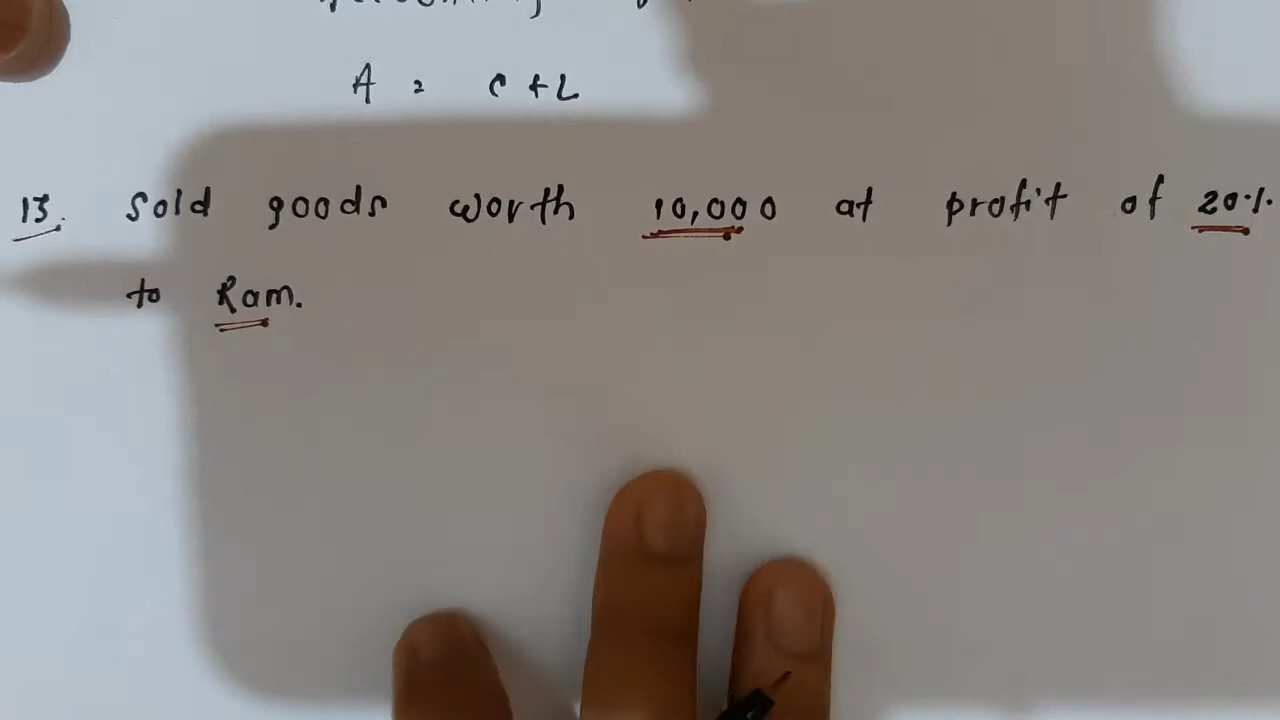 A = C + L
13. Sold goods worth 10,000 at profit of 20%
to Ram.